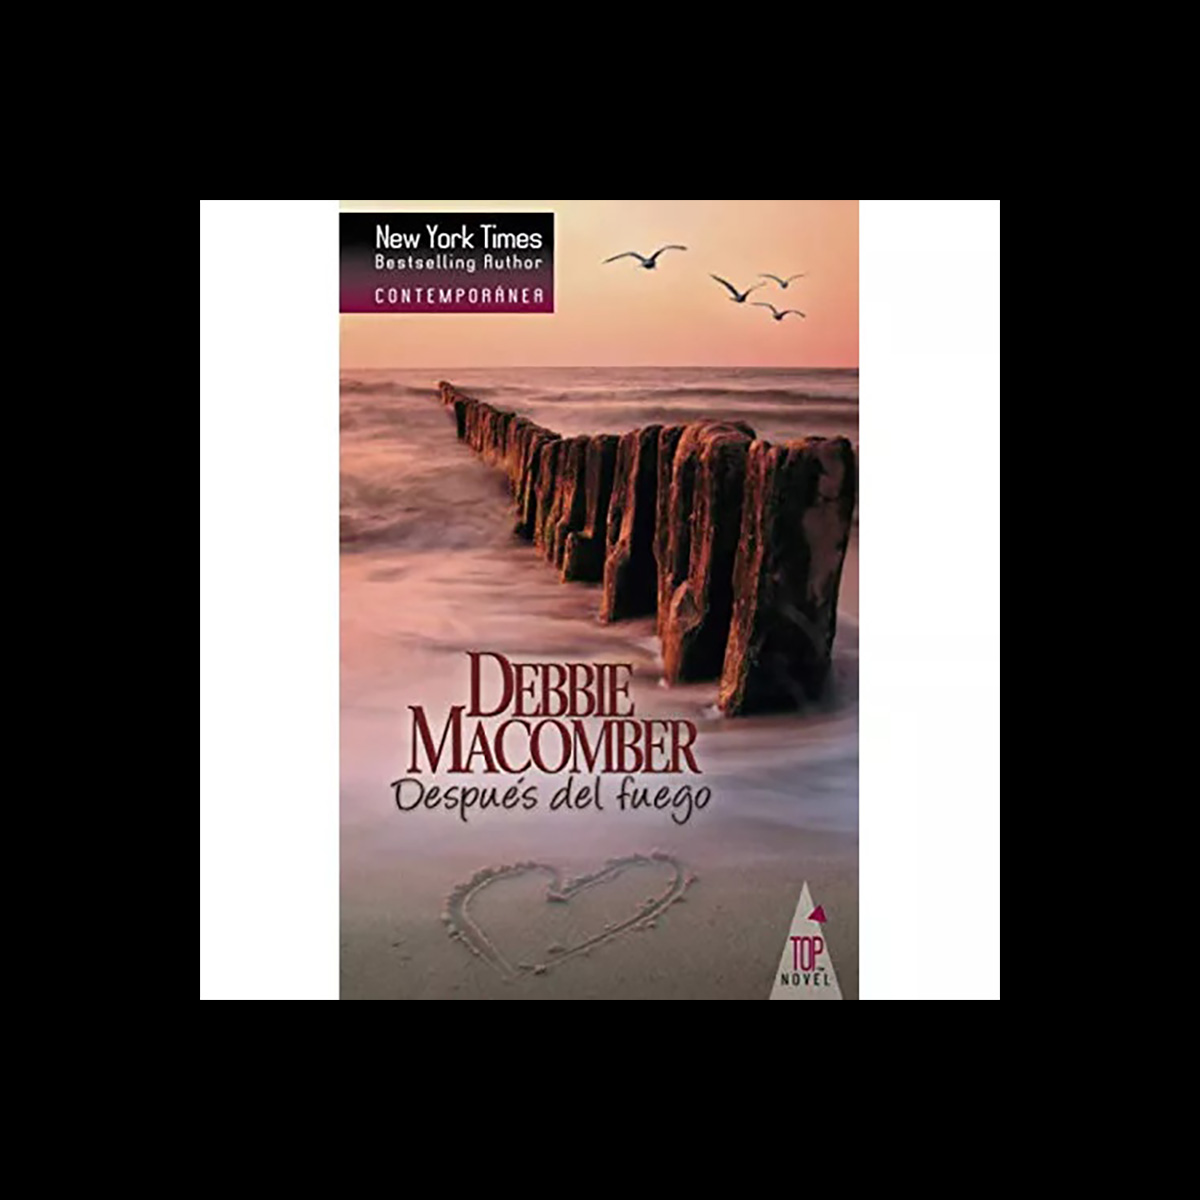 New York Times
Bestselling Author
CONTEMPORÁNEA
DEBBIE
MACOMBER
Después del fuego
TOP
NOVEL